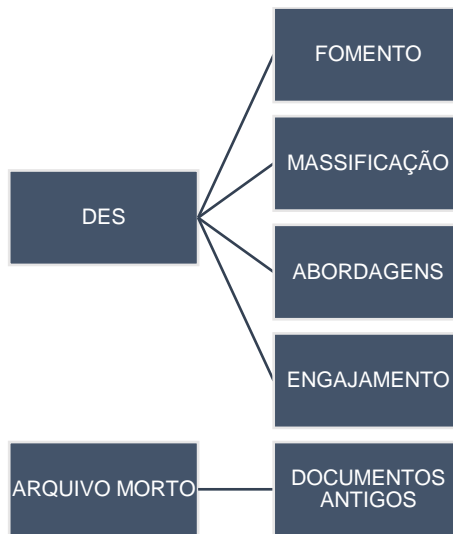 DES
FOMENTO
MASSIFICAÇÃO
ABORDAGENS
ENGAJAMENTO
ARQUIVO MORTO
DOCUMENTOS
ANTIGOS